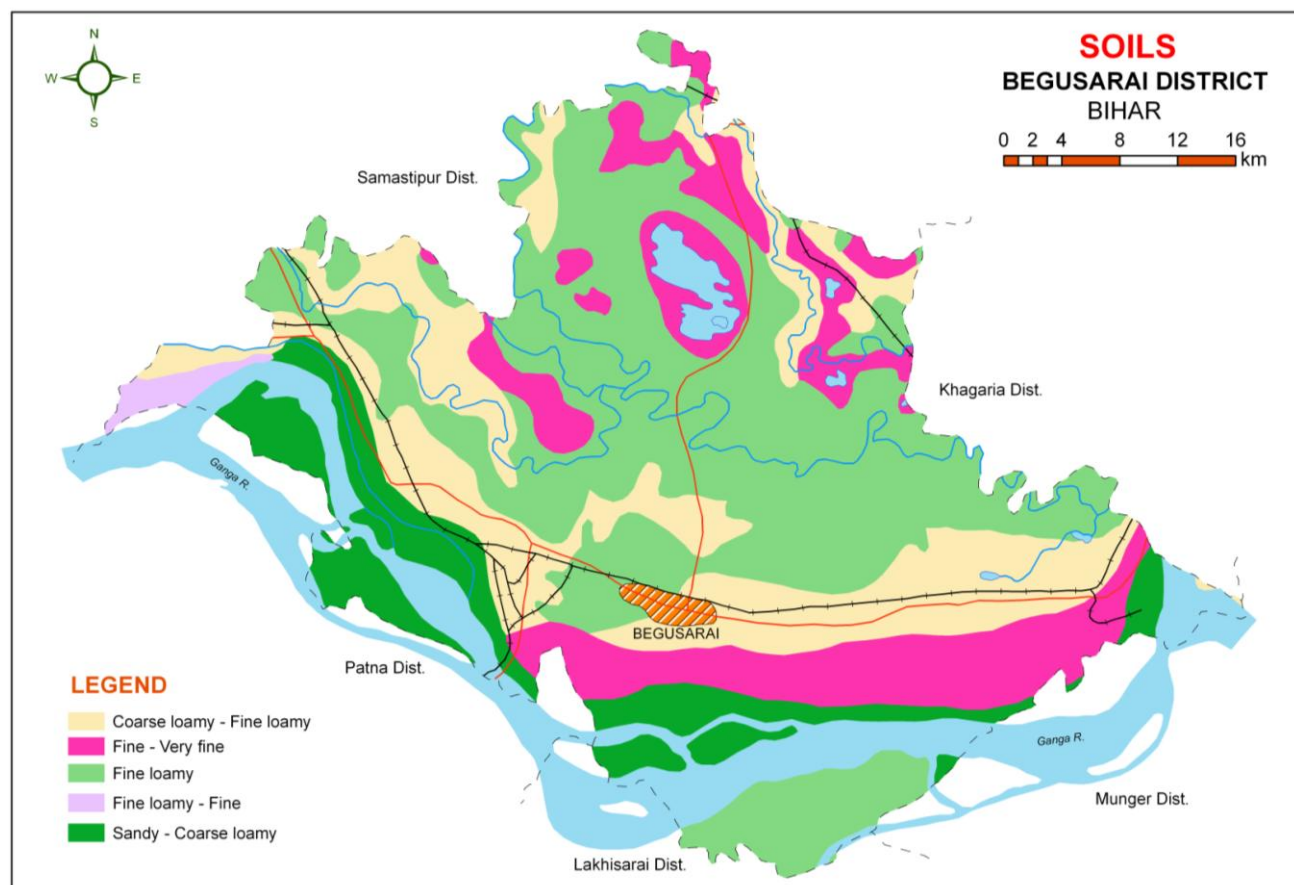 N
W E
S
SOILS
BEGUSARAI DISTRICT
BIHAR
0 2 4 8 12 16
km
Samastipur Dist.
Khagaria Dist.
Ganga R.
BEGUSARAI
Patna Dist.
Ganga R.
Munger Dist.
Lakhisarai Dist.
LEGEND
Coarse loamy - Fine loamy
Fine - Very fine
Fine loamy
Fine loamy - Fine
Sandy - Coarse loamy